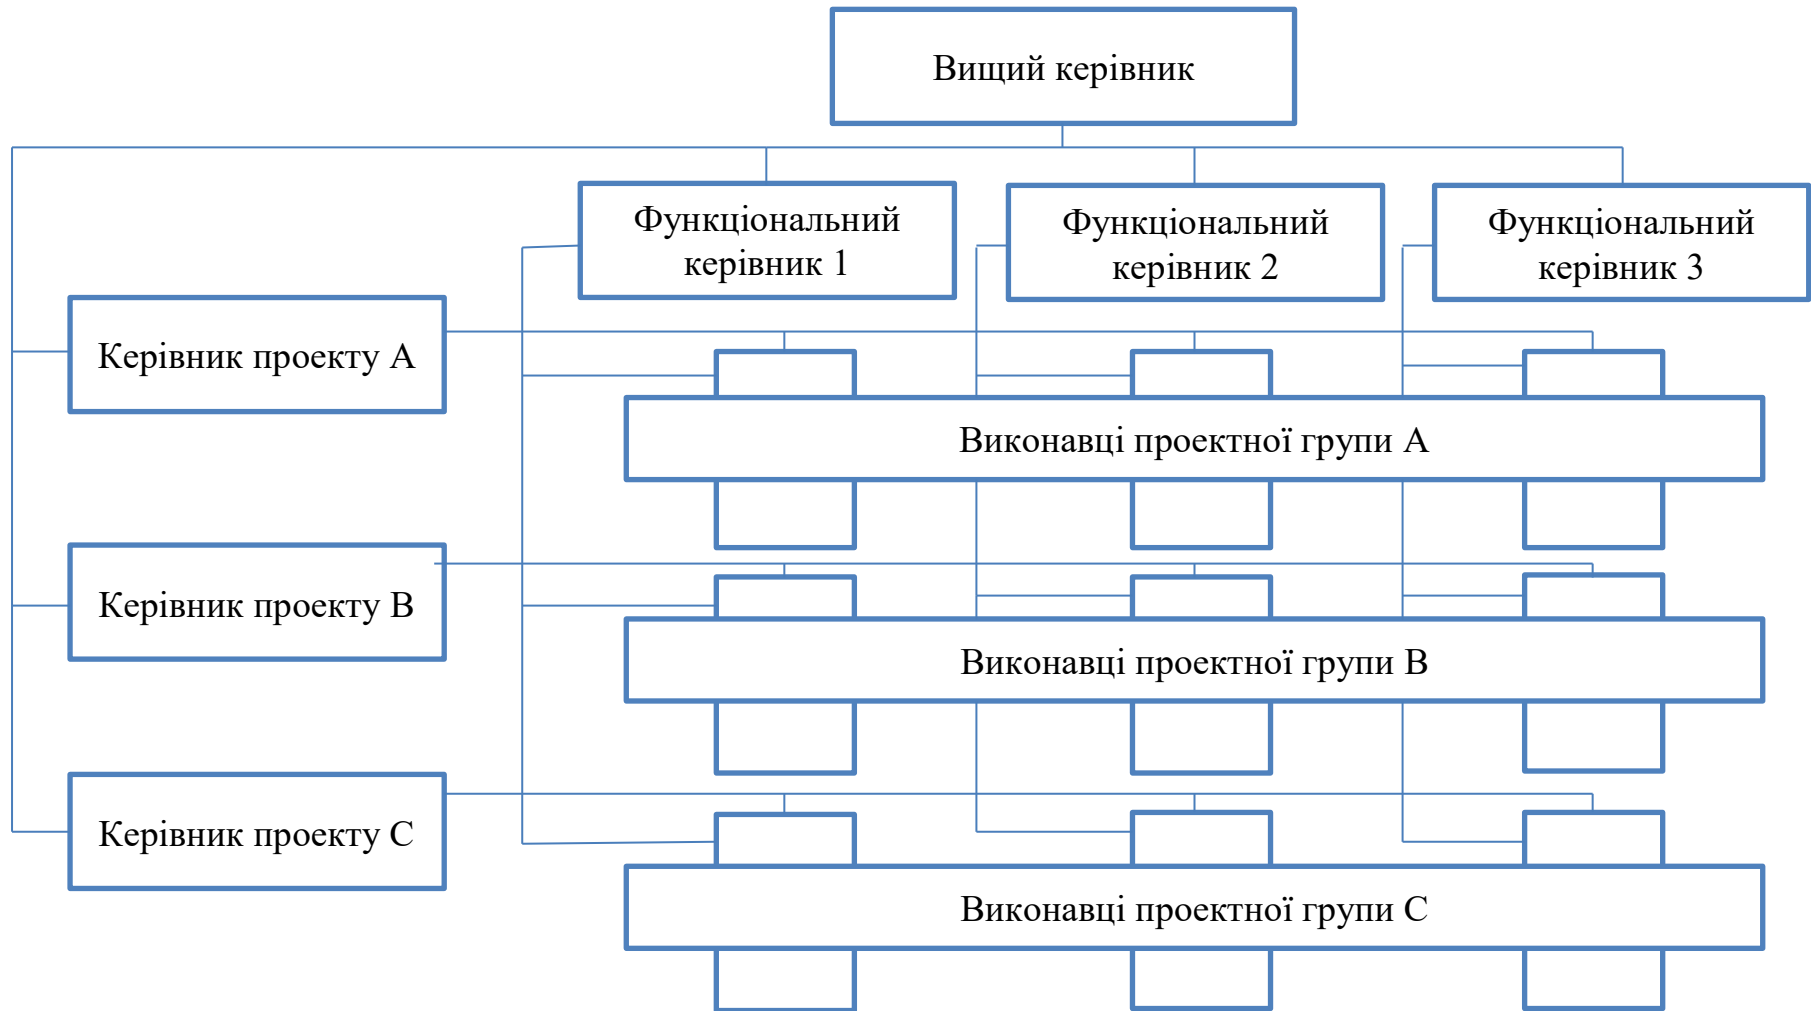 Вищий керівник
Функціональний
керівник 1
Функціональний
керівник 2
Функціональний
керівник 3
Керівник проекту А
Виконавці проектної групи А
Керівник проекту В
Виконавці проектної групи В
Керівник проекту С
Виконавці проектної групи С